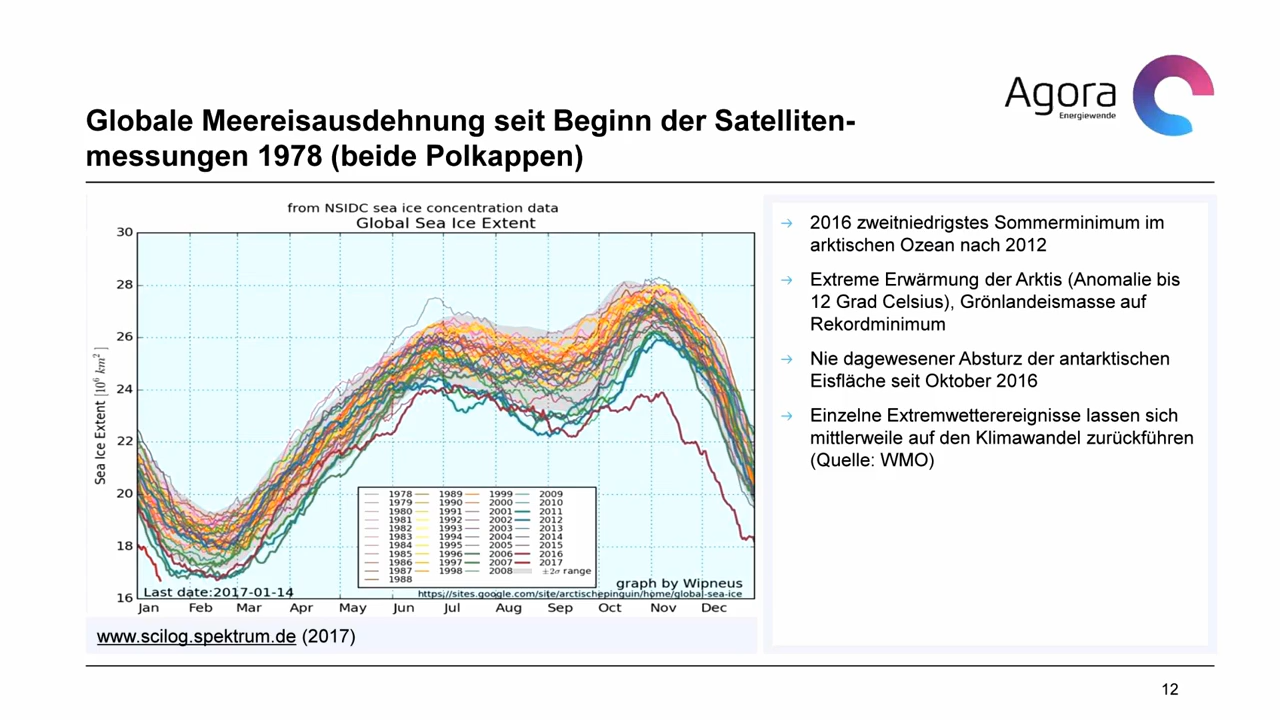 Agora
Energiewende
Globale Meereisausdehnung seit Beginn der Satelliten-
messungen 1978 (beide Polkappen)
from NSIDC sea ice concentration data
Global Sea Ice Extent
30
28
26
24
22
20
18
16
Sea Ice Extent [10⁶ km²]
1978 1989 1999 2009
1979 1990 2000 2010
1980 1991 2001 2011
1981 1992 2002 2012
1982 1993 2003 2013
1983 1994 2004 2014
1984 1995 2005 2015
1985 1996 2006 2016
1986 1997 2007 2017
1987 1998 2008 ±2σ range
1988
Last date:2017-01-14
graph by Wipneus
https://sites.google.com/site/arctischepinguin/home/global-sea-ice
Jan Feb Mar Apr May Jun Jul Aug Sep Oct Nov Dec
www.scilog.spektrum.de (2017)
→ 2016 zweitniedrigstes Sommerminimum im
arktischen Ozean nach 2012
→ Extreme Erwärmung der Arktis (Anomalie bis
12 Grad Celsius), Grönlandeismasse auf
Rekordminimum
→ Nie dagewesener Absturz der antarktischen
Eisfläche seit Oktober 2016
→ Einzelne Extremwetterereignisse lassen sich
mittlerweile auf den Klimawandel zurückführen
(Quelle: WMO)
12